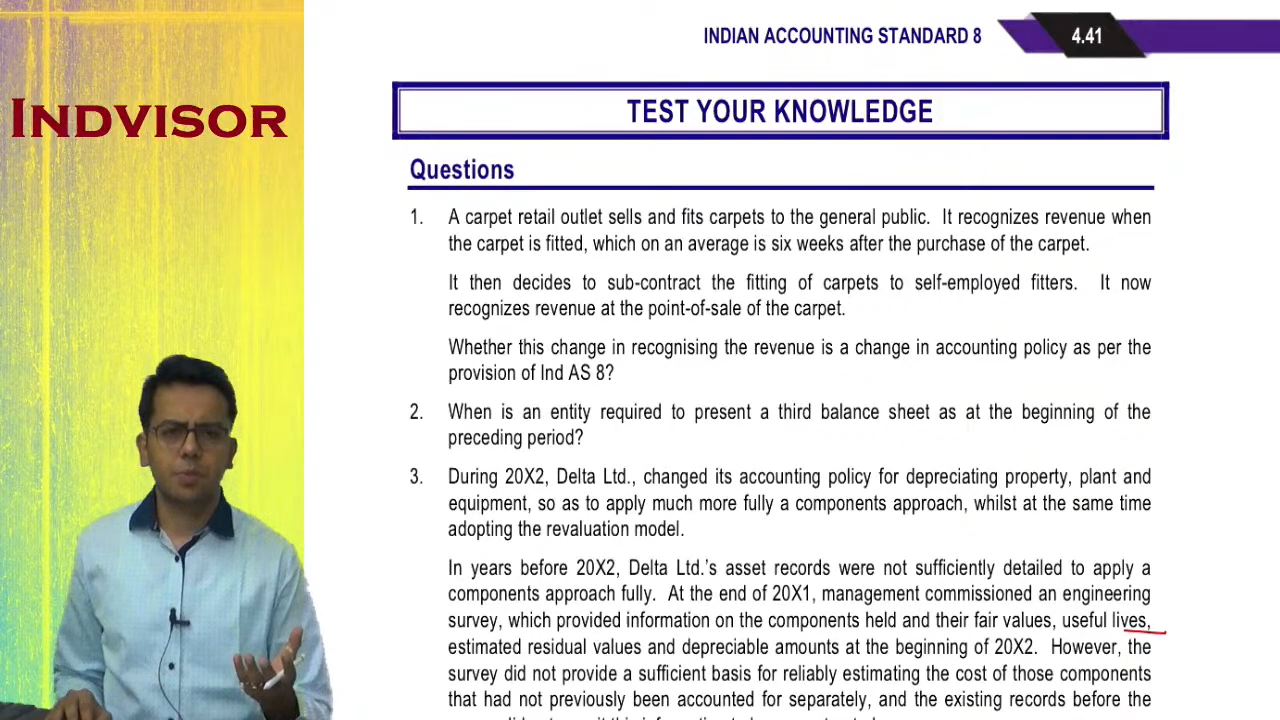 INDIAN ACCOUNTING STANDARD 8
4.41
INDVISOR
TEST YOUR KNOWLEDGE
Questions
1. A carpet retail outlet sells and fits carpets to the general public. It recognizes revenue when
the carpet is fitted, which on an average is six weeks after the purchase of the carpet.
It then decides to sub-contract the fitting of carpets to self-employed fitters. It now
recognizes revenue at the point-of-sale of the carpet.
Whether this change in recognising the revenue is a change in accounting policy as per the
provision of Ind AS 8?
2. When is an entity required to present a third balance sheet as at the beginning of the
preceding period?
3. During 20X2, Delta Ltd., changed its accounting policy for depreciating property, plant and
equipment, so as to apply much more fully a components approach, whilst at the same time
adopting the revaluation model.
In years before 20X2, Delta Ltd.'s asset records were not sufficiently detailed to apply a
components approach fully. At the end of 20X1, management commissioned an engineering
survey, which provided information on the components held and their fair values, useful lives,
estimated residual values and depreciable amounts at the beginning of 20X2. However, the
survey did not provide a sufficient basis for reliably estimating the cost of those components
that had not previously been accounted for separately, and the existing records before the